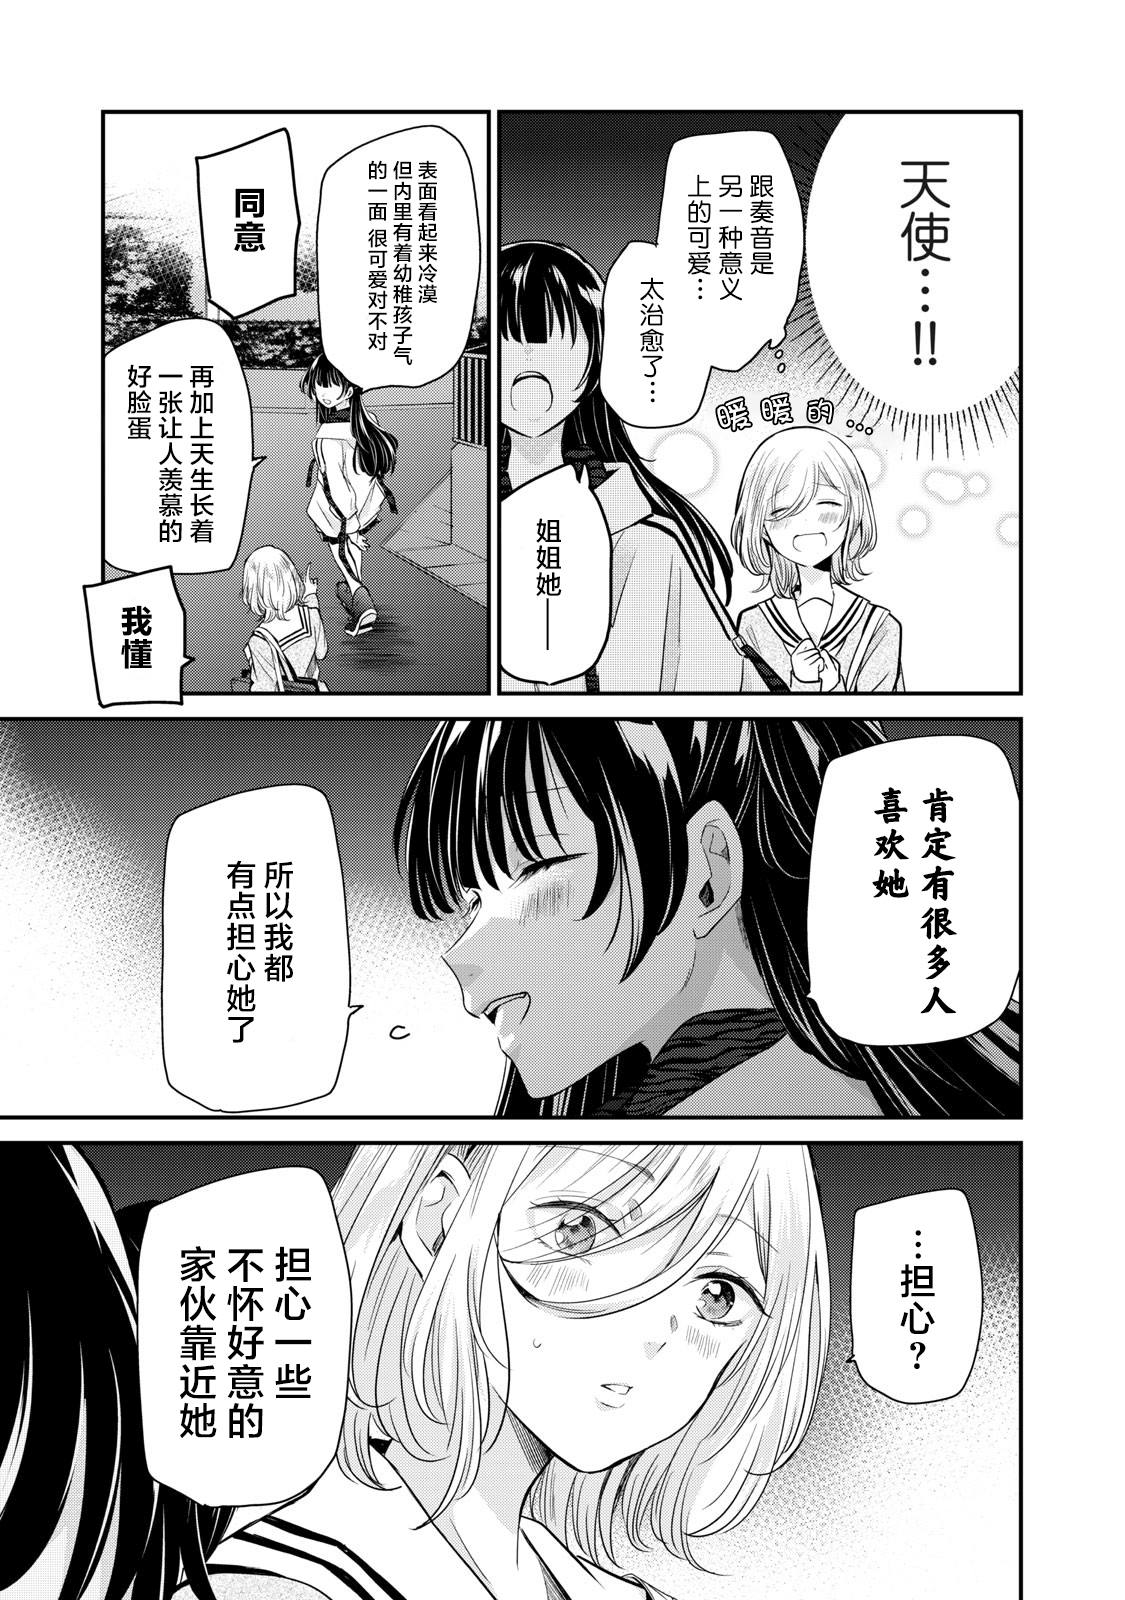 天使…!!
跟奏音是
另一种意义
上的可爱…
太治愈了…
暖暖的…
姐姐她——
表面看起来冷漠
但内里有着幼稚孩子气
的一面 很可爱对不对
同意
再加上天生长着
一张让人羡慕的
好脸蛋
我懂
肯定有很多人
喜欢她
所以我都
有点担心她了
…担心?
担心一些
不怀好意的
家伙靠近她